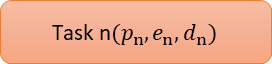 Task n(pₙ, eₙ, dₙ)